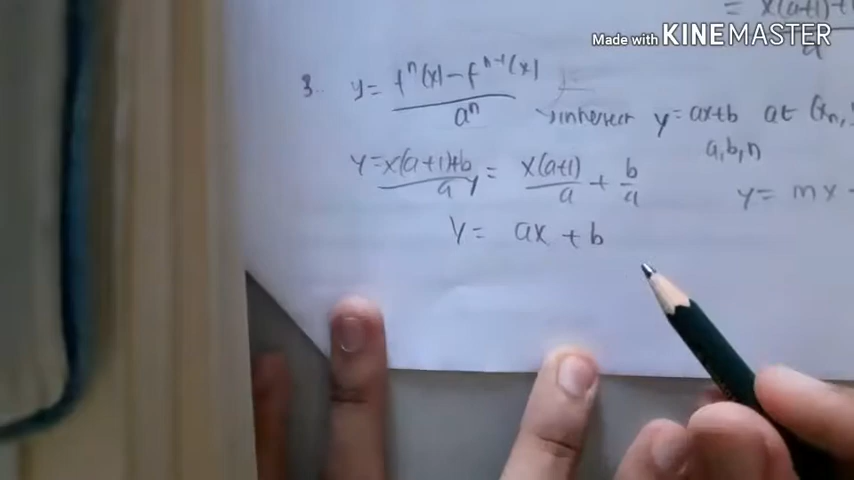 Made with KINEMASTER
= x(a+1)+
a
3. y = f^n(x) - f^{n-1}(x)
a^n
intersect y = ax+b at (x_n,
a,b,n
y = x(a+1)+b
a
y = x(a+1)/a + b/a
y = mx
y = ax + b